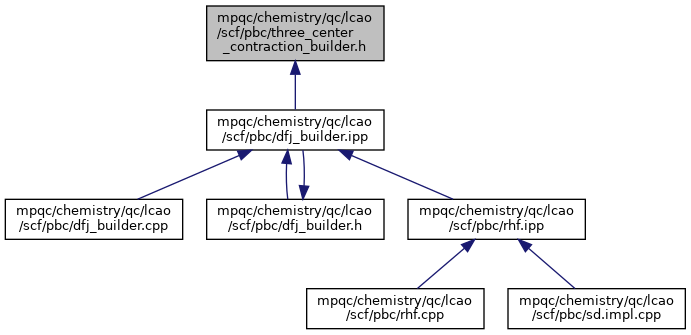 mpqc/chemistry/qc/lcao
/scf/pbc/three_center
_contraction_builder.h
mpqc/chemistry/qc/lcao
/scf/pbc/dfj_builder.ipp
mpqc/chemistry/qc/lcao
/scf/pbc/dfj_builder.cpp
mpqc/chemistry/qc/lcao
/scf/pbc/dfj_builder.h
mpqc/chemistry/qc/lcao
/scf/pbc/rhf.ipp
mpqc/chemistry/qc/lcao
/scf/pbc/rhf.cpp
mpqc/chemistry/qc/lcao
/scf/pbc/sd.impl.cpp